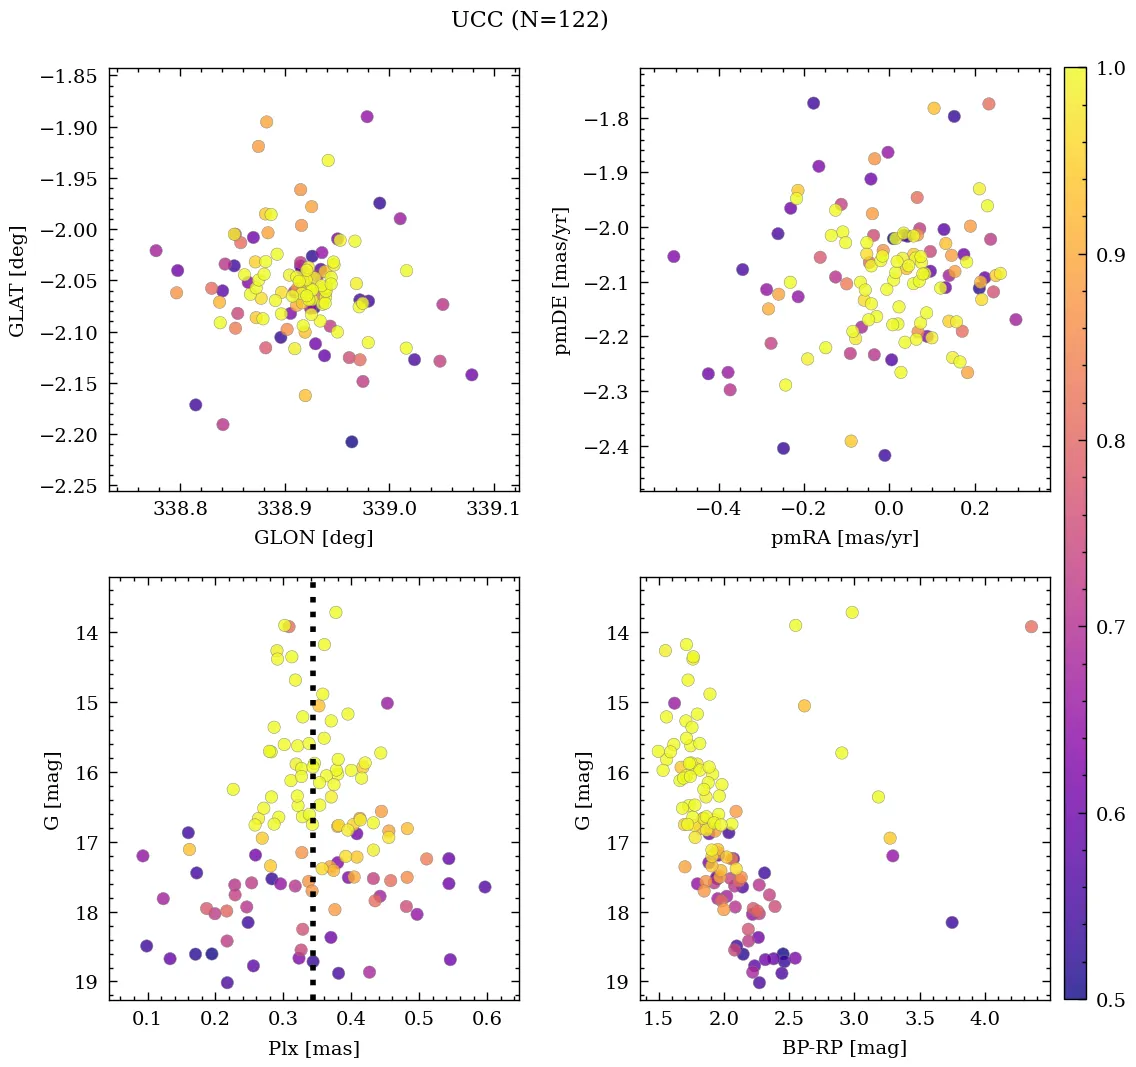 UCC (N=122)
−1.85
−1.90
−1.95
−2.00
−2.05
−2.10
−2.15
−2.20
−2.25
GLAT [deg]
338.8 338.9 339.0 339.1
GLON [deg]
−1.8
−1.9
−2.0
−2.1
−2.2
−2.3
−2.4
pmDE [mas/yr]
−0.4 −0.2 0.0 0.2
pmRA [mas/yr]
14
15
16
17
18
19
G [mag]
0.1 0.2 0.3 0.4 0.5 0.6
Plx [mas]
14
15
16
17
18
19
G [mag]
1.5 2.0 2.5 3.0 3.5 4.0
BP-RP [mag]
1.0
0.9
0.8
0.7
0.6
0.5